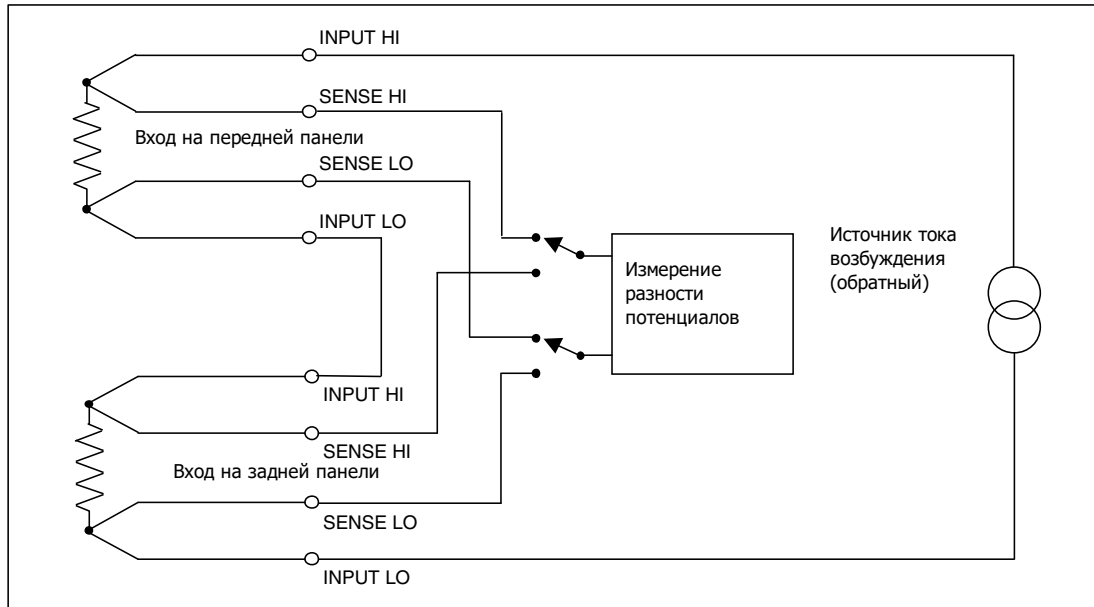 INPUT HI
SENSE HI
Вход на передней панели
SENSE LO
INPUT LO
Источник тока
возбуждения
(обратный)
Измерение
разности
потенциалов
INPUT HI
SENSE HI
Вход на задней панели
SENSE LO
INPUT LO